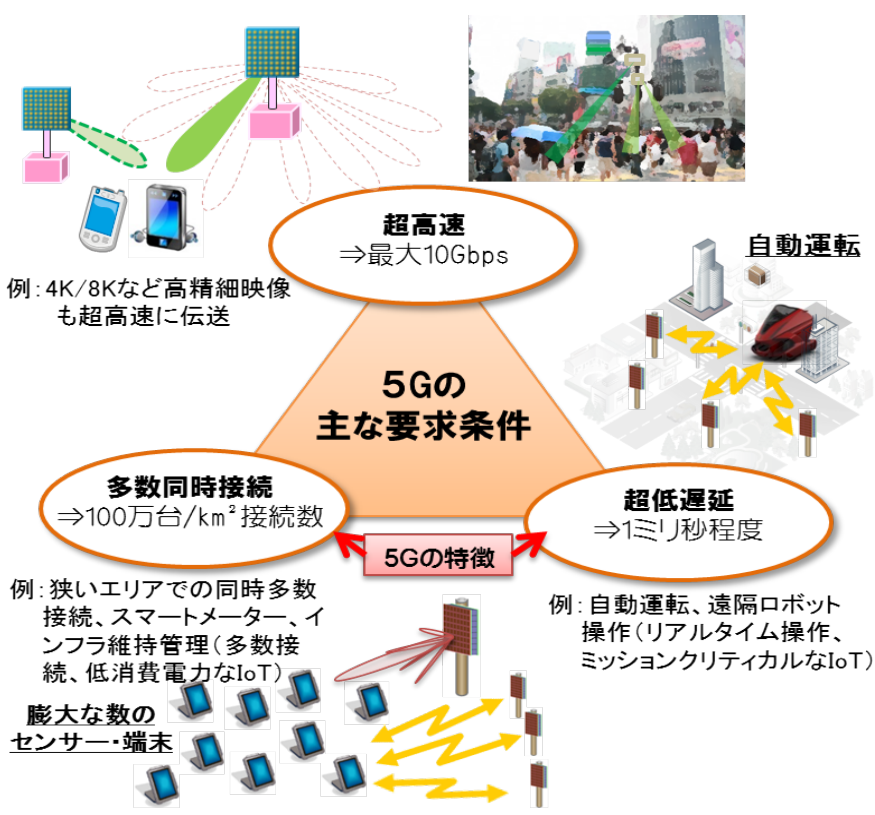 超高速
⇒最大10Gbps
例：4K/8Kなど高精細映像
も超高速に伝送
自動運転
5Gの
主な要求条件
多数同時接続
⇒100万台/km²接続数
超低遅延
⇒1ミリ秒程度
5Gの特徴
例：狭いエリアでの同時多数
接続、スマートメーター、イ
ンフラ維持管理（多数接
続、低消費電力なIoT）
例：自動運転、遠隔ロボット
操作（リアルタイム操作、
ミッションクリティカルなIoT）
膨大な数の
センサー・端末